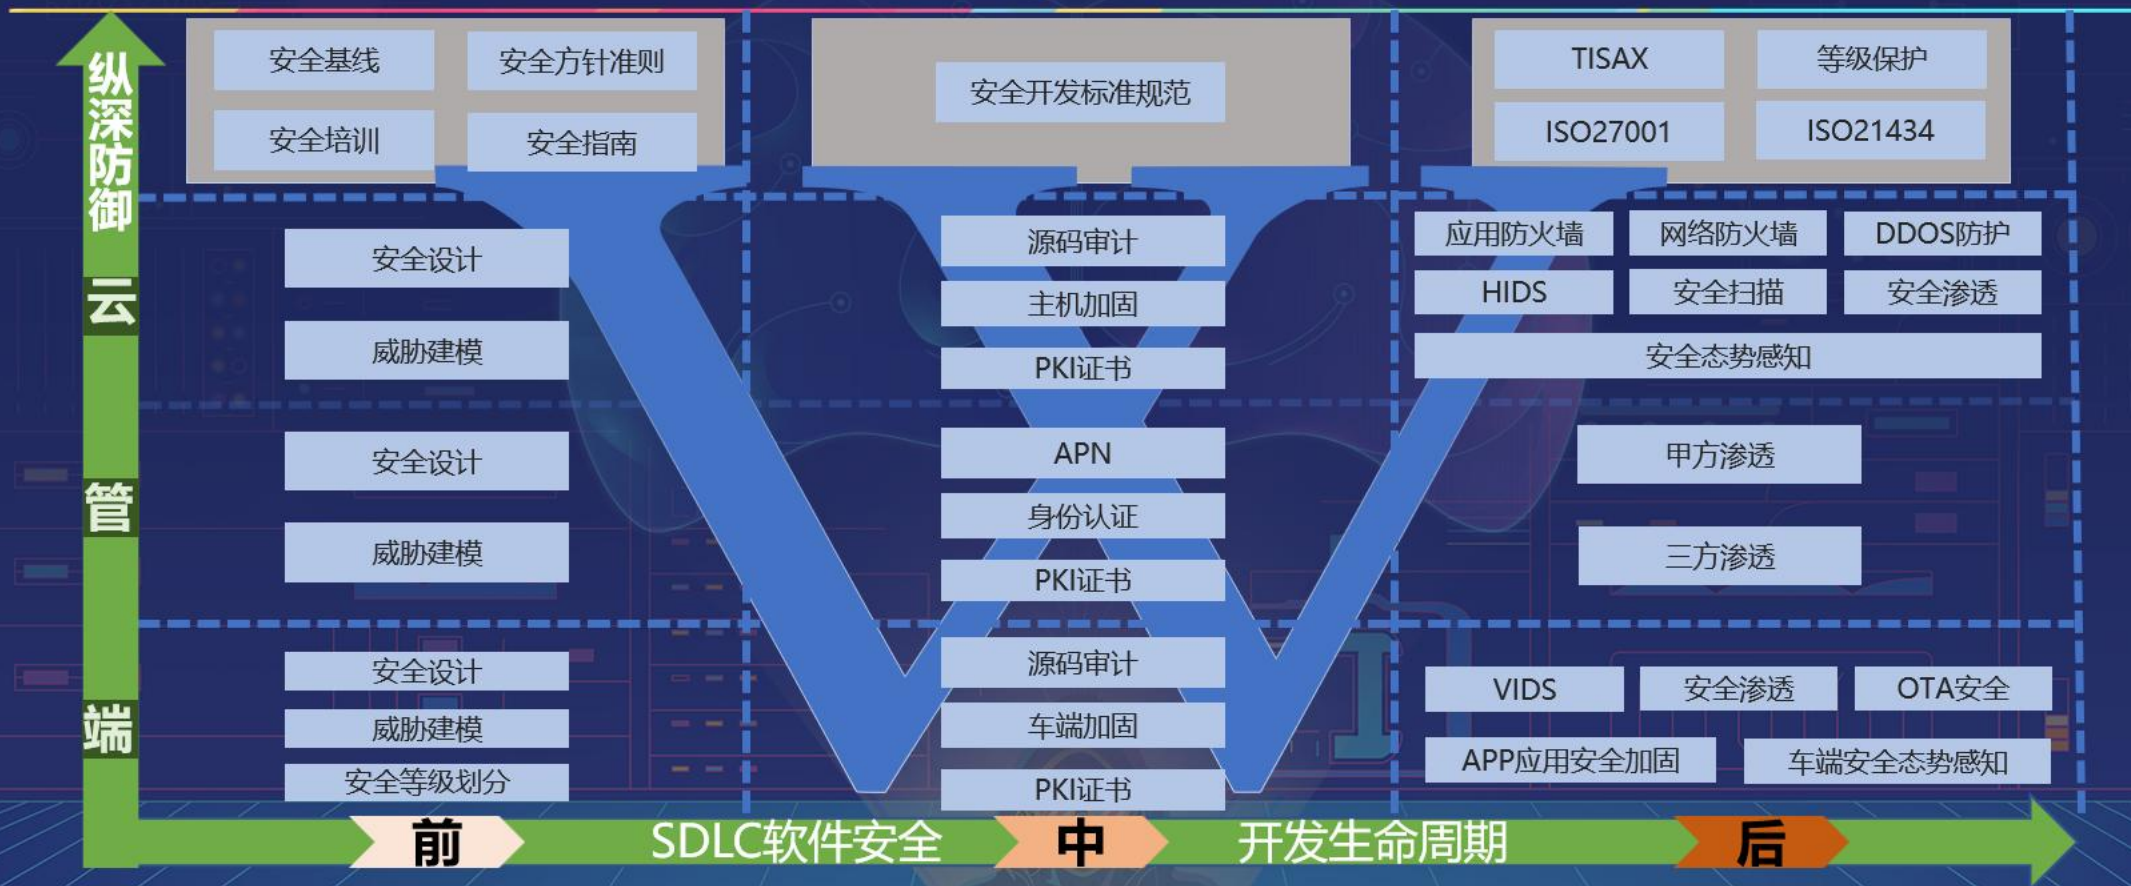 纵深防御
安全基线
安全方针准则
安全培训
安全指南
安全开发标准规范
TISAX
等级保护
ISO27001
ISO21434
云
安全设计
威胁建模
源码审计
主机加固
PKI证书
应用防火墙
网络防火墙
DDOS防护
HIDS
安全扫描
安全渗透
安全态势感知
管
安全设计
威胁建模
APN
身份认证
PKI证书
甲方渗透
三方渗透
端
安全设计
威胁建模
安全等级划分
源码审计
车端加固
PKI证书
VIDS
安全渗透
OTA安全
APP应用安全加固
车端安全态势感知
前
SDLC软件安全
中
开发生命周期
后